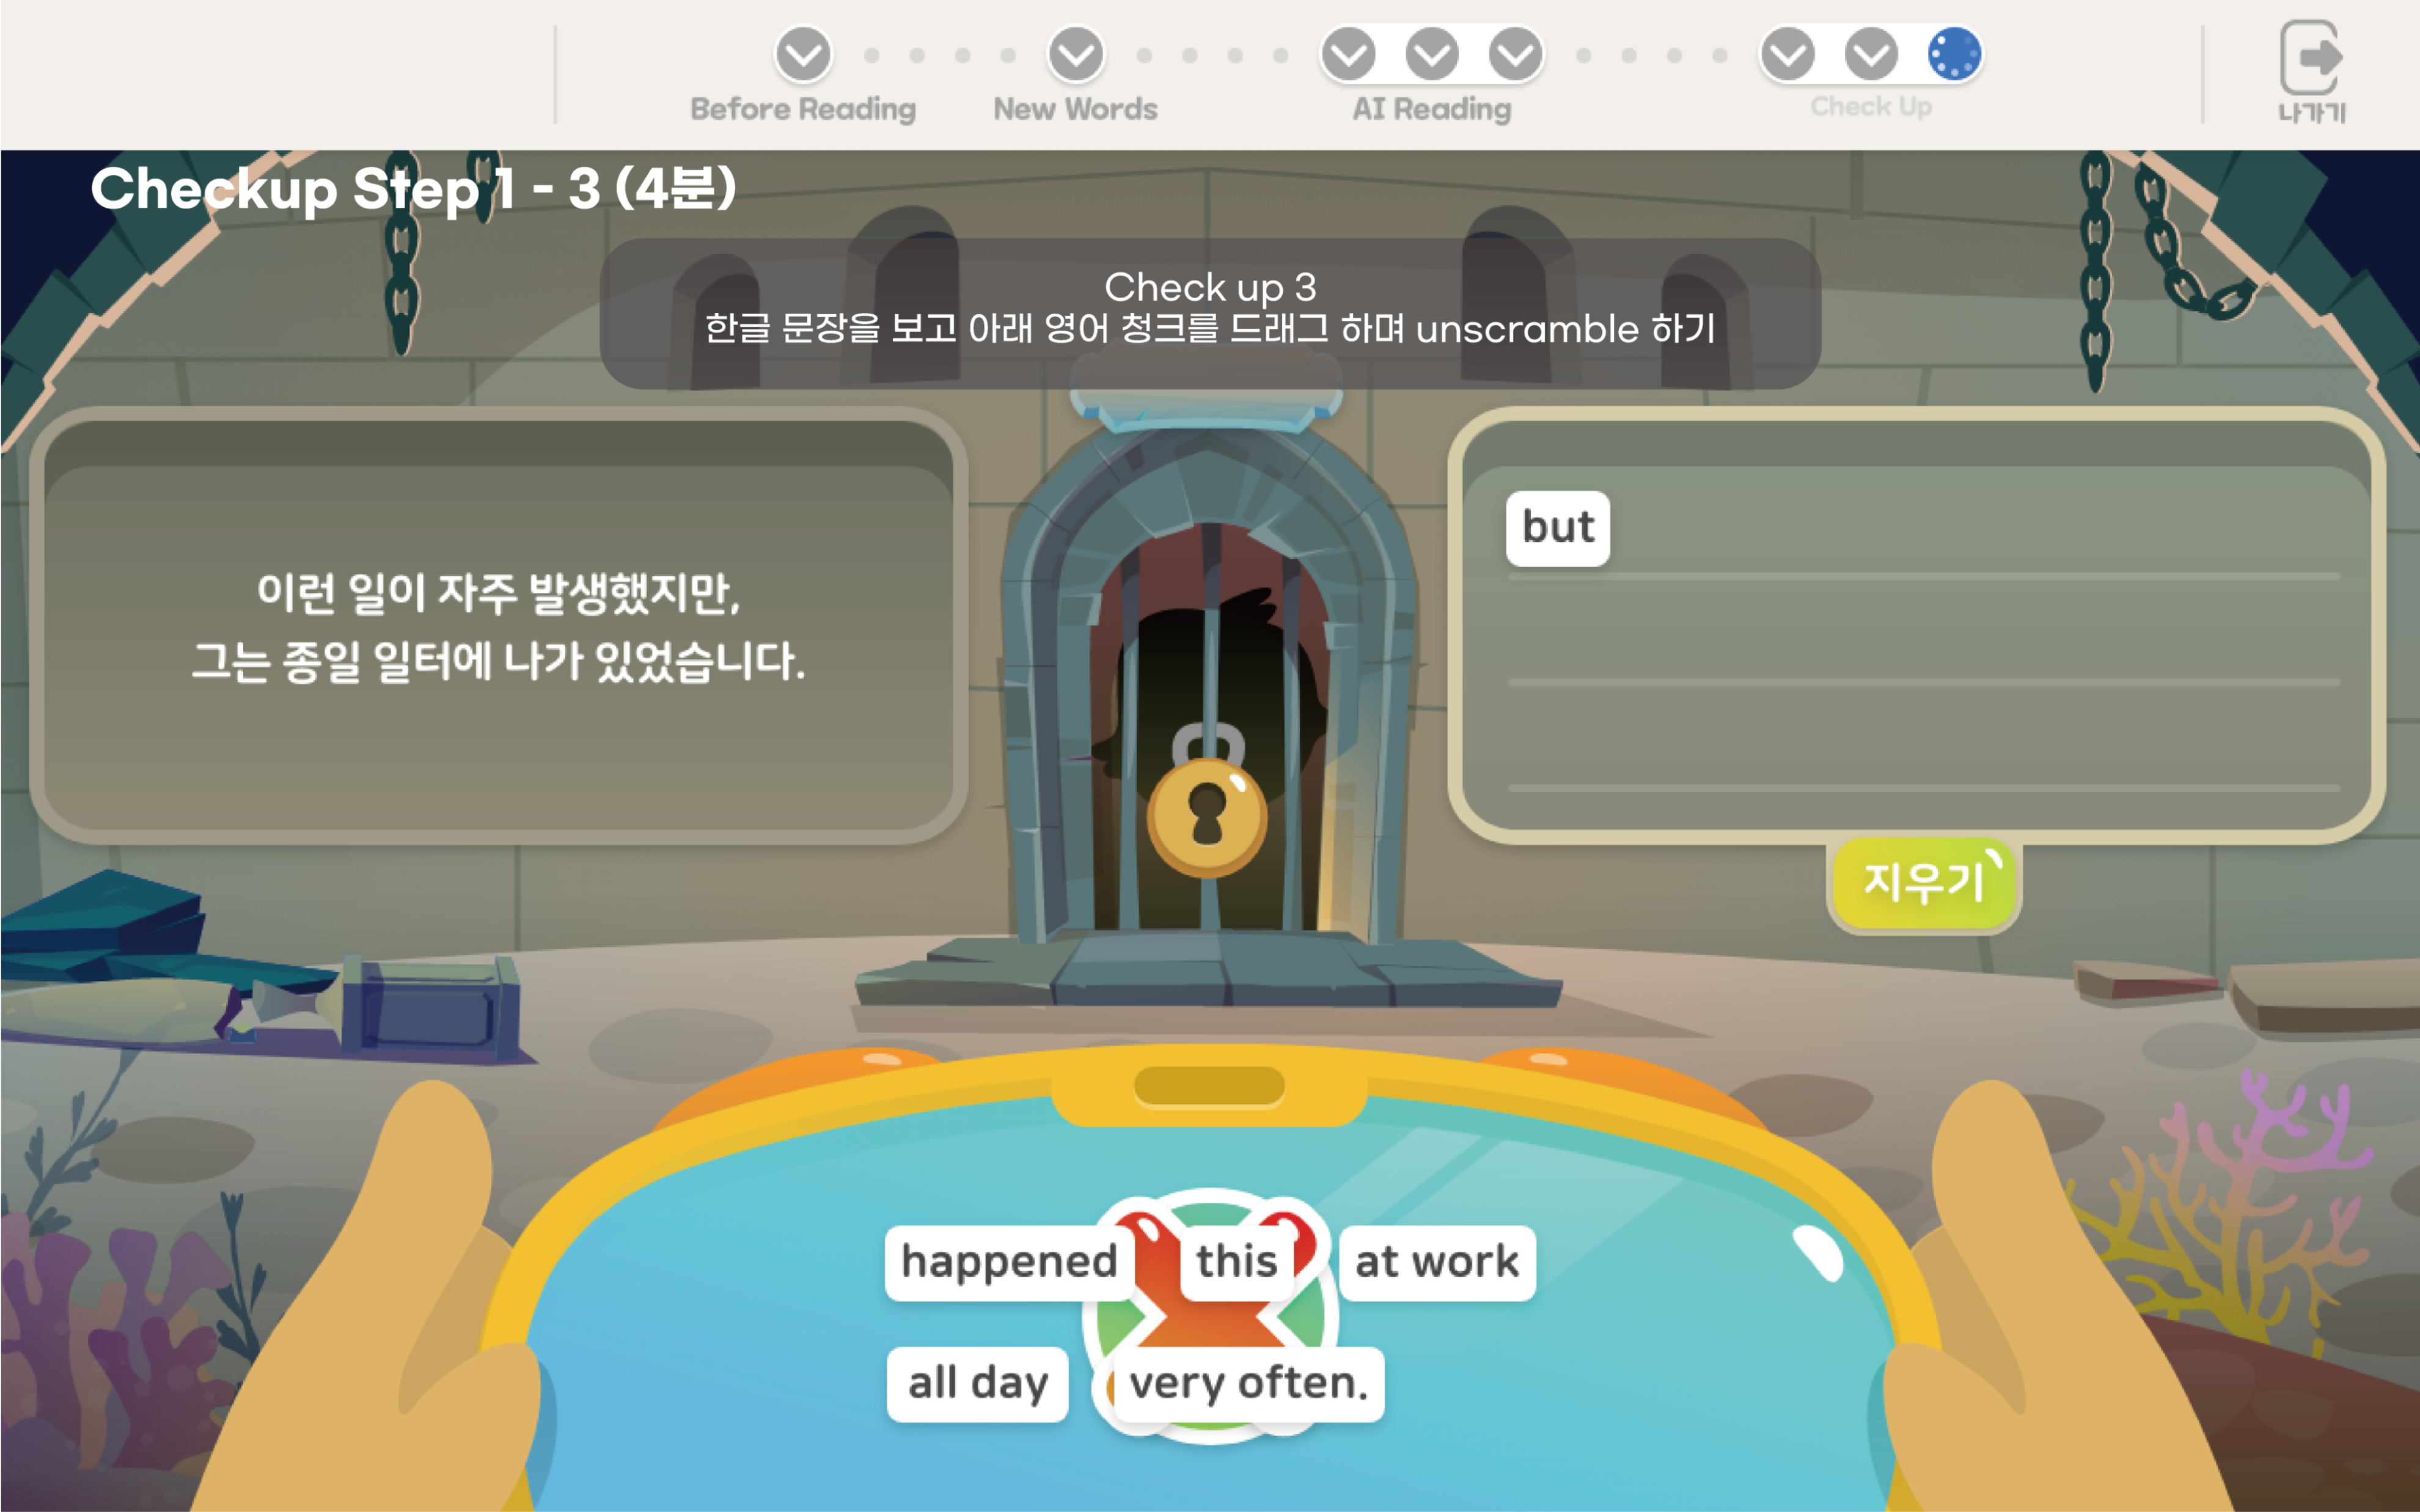 Before Reading
New Words
AI Reading
Check Up
나가기
Checkup Step 1 - 3 (4분)
Check up 3
한글 문장을 보고 아래 영어 청크를 드래그 하며 unscramble 하기
이런 일이 자주 발생했지만,
그는 종일 일터에 나가 있었습니다.
but
지우기
happened this at work
all day very often.